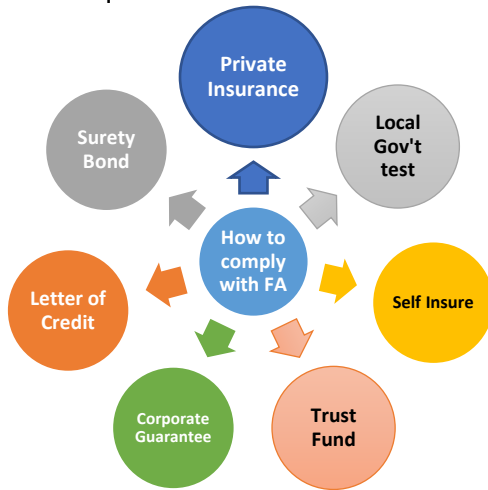 Private
Insurance
Local
Gov't
test
Self Insure
Trust
Fund
Corporate
Guarantee
Letter of
Credit
Surety
Bond
How to
comply
with FA